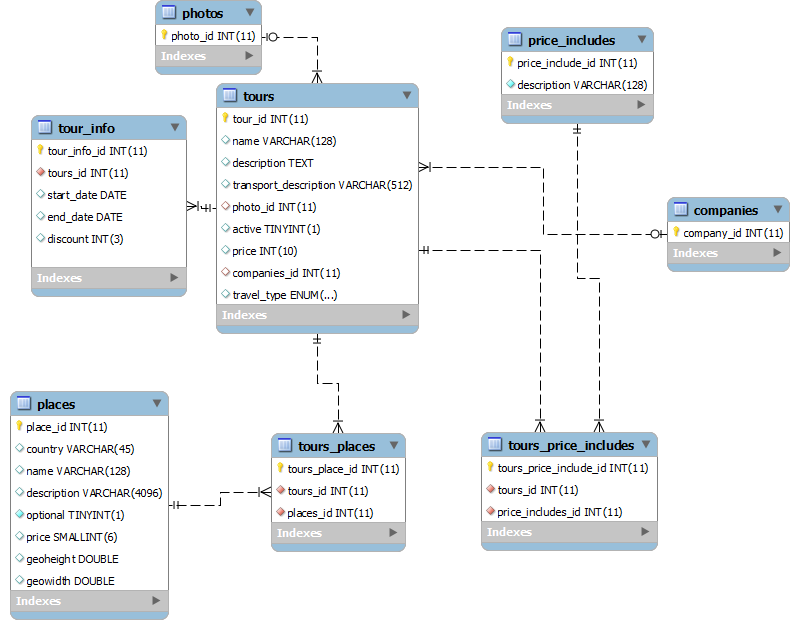 photos
photo_id INT(11)
Indexes
price_includes
price_include_id INT(11)
description VARCHAR(128)
Indexes
tours
tour_id INT(11)
name VARCHAR(128)
description TEXT
transport_description VARCHAR(512)
photo_id INT(11)
active TINYINT(1)
price INT(10)
companies_id INT(11)
travel_type ENUM(...)
Indexes
tour_info
tour_info_id INT(11)
tours_id INT(11)
start_date DATE
end_date DATE
discount INT(3)
Indexes
companies
company_id INT(11)
Indexes
places
place_id INT(11)
country VARCHAR(45)
name VARCHAR(128)
description VARCHAR(4096)
optional TINYINT(1)
price SMALLINT(6)
geoheight DOUBLE
geowidth DOUBLE
Indexes
tours_places
tours_place_id INT(11)
tours_id INT(11)
places_id INT(11)
Indexes
tours_price_includes
tours_price_include_id INT(11)
tours_id INT(11)
price_includes_id INT(11)
Indexes